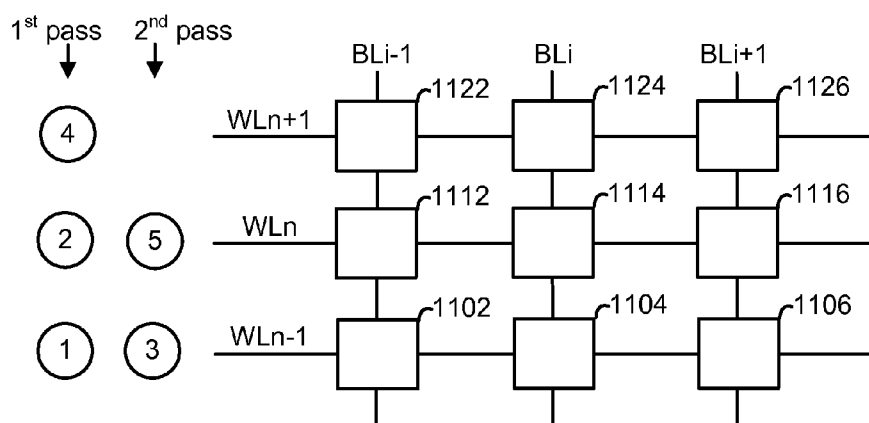 1st pass 2nd pass
BLi-1 BLi BLi+1
1122 1124 1126
4 WLn+1
1112 1114 1116
2 5 WLn
1102 1104 1106
1 3 WLn-1